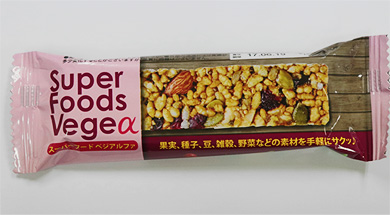 Super
Foods
Vegeα
スーパーフード ベジアルファ
果実、種子、豆、雑穀、野菜などの素材を手軽にサクッ♪